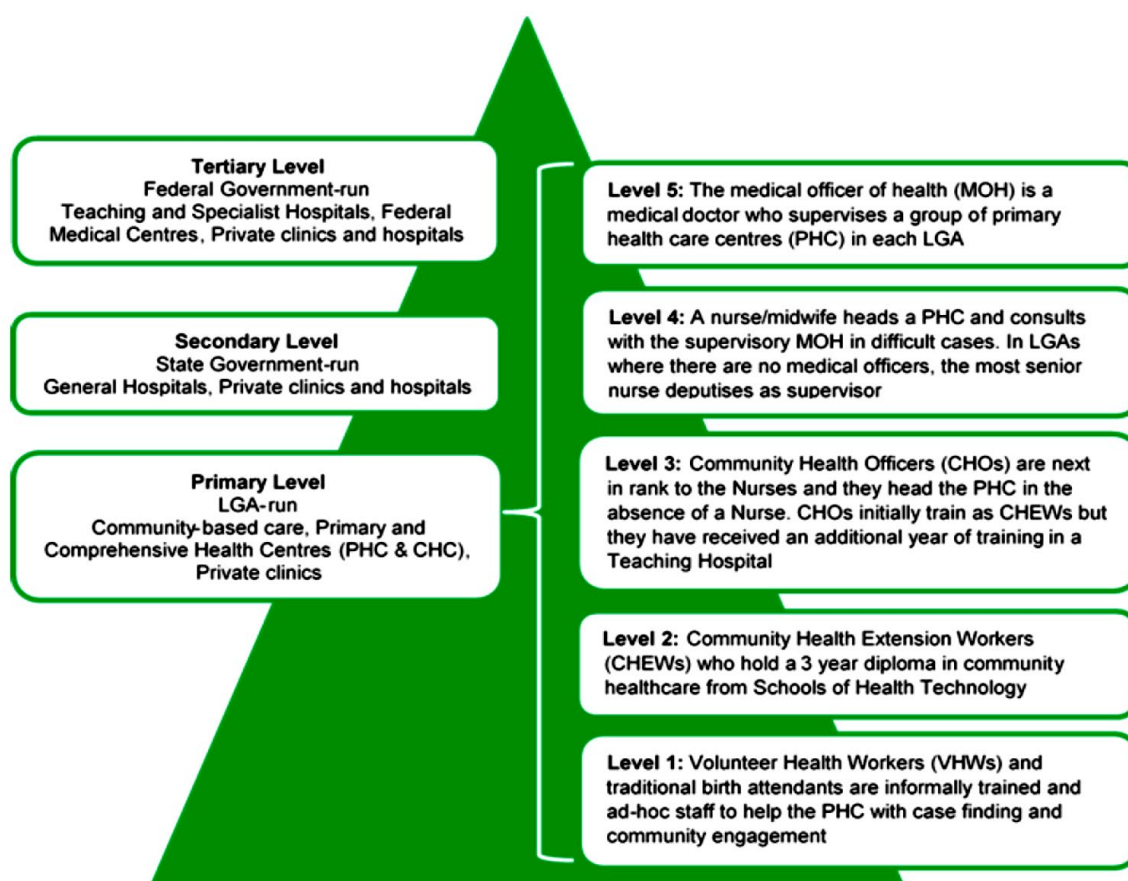 Tertiary Level
Federal Government-run
Teaching and Specialist Hospitals, Federal
Medical Centres, Private clinics and hospitals
Secondary Level
State Government-run
General Hospitals, Private clinics and hospitals
Primary Level
LGA-run
Community-based care, Primary and
Comprehensive Health Centres (PHC & CHC),
Private clinics
Level 5: The medical officer of health (MOH) is a
medical doctor who supervises a group of primary
health care centres (PHC) in each LGA
Level 4: A nurse/midwife heads a PHC and consults
with the supervisory MOH in difficult cases. In LGAs
where there are no medical officers, the most senior
nurse deputises as supervisor
Level 3: Community Health Officers (CHOs) are next
in rank to the Nurses and they head the PHC in the
absence of a Nurse. CHOs initially train as CHEWs but
they have received an additional year of training in a
Teaching Hospital
Level 2: Community Health Extension Workers
(CHEWs) who hold a 3 year diploma in community
healthcare from Schools of Health Technology
Level 1: Volunteer Health Workers (VHWs) and
traditional birth attendants are informally trained and
ad-hoc staff to help the PHC with case finding and
community engagement